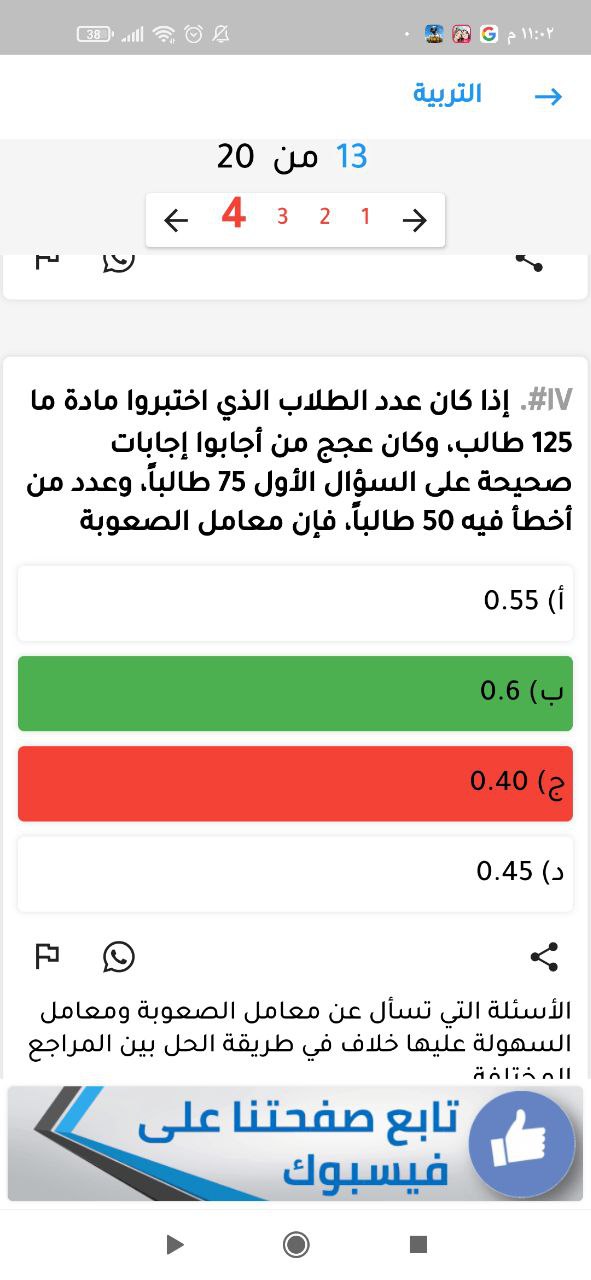 38
١١:٠٢ م
التربية
13 من 20
1 2 3 4
#١٧. إذا كان عدد الطلاب الذي اختبروا مادة ما
125 طالب، وكان عجج من أجابوا إجابات
صحيحة على السؤال الأول 75 طالباً، وعدد من
أخطأ فيه 50 طالباً، فإن معامل الصعوبة
أ) 0.55
ب) 0.6
ج) 0.40
د) 0.45
الأسئلة التي تسأل عن معامل الصعوبة ومعامل
السهولة عليها خلاف في طريقة الحل بين المراجع
المختلفة
تابع صفحتنا على
فيسبوك